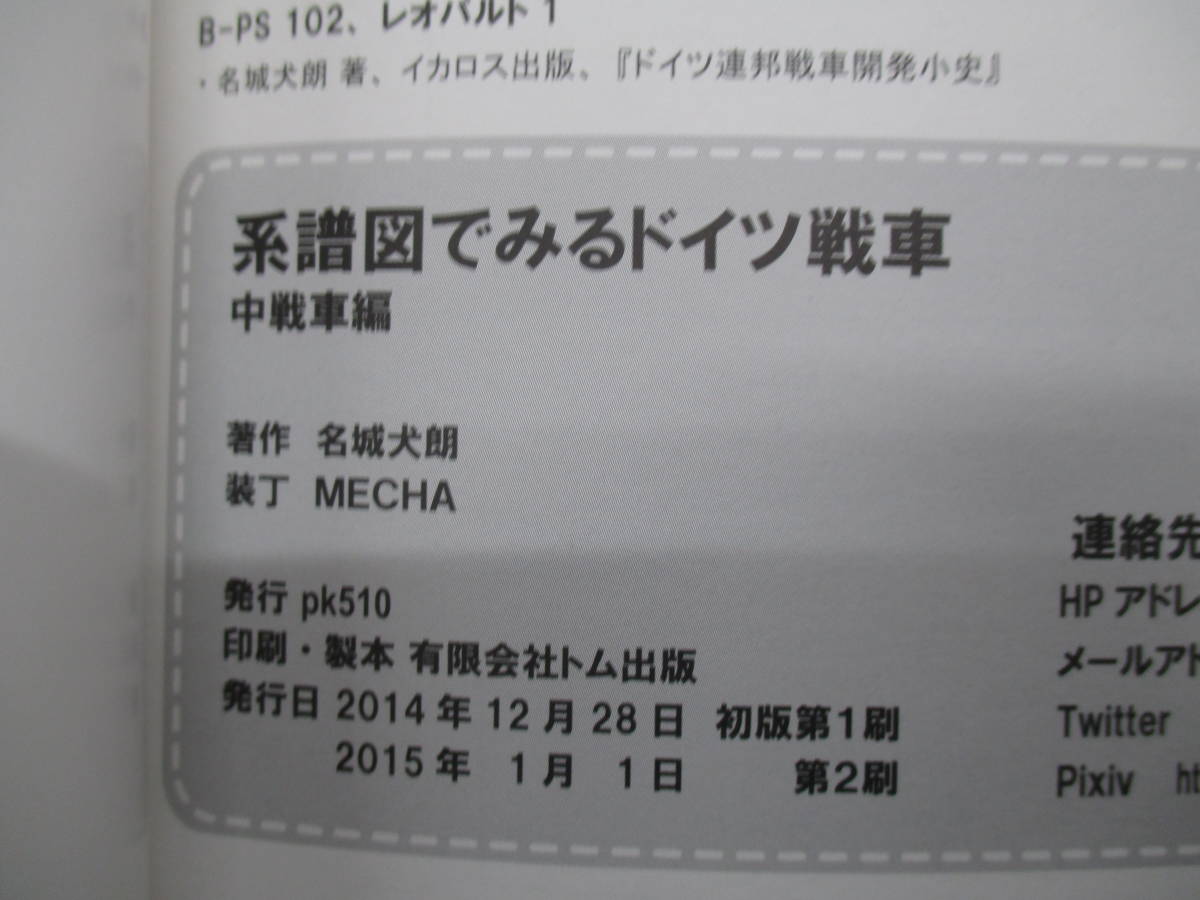 B-PS 102、レオパルト 1
・名城犬朗 著、イカロス出版、『ドイツ連邦戦車開発小史』
系譜図でみるドイツ戦車
中戦車編
著作 名城犬朗
装丁 MECHA
発行 pk510
印刷・製本 有限会社トム出版
発行日 2014 年 12 月 28 日 初版第1刷
2015 年 1 月 1 日 第2刷
連絡先
HP アドレ
メールアド
Twitter
Pixiv ht